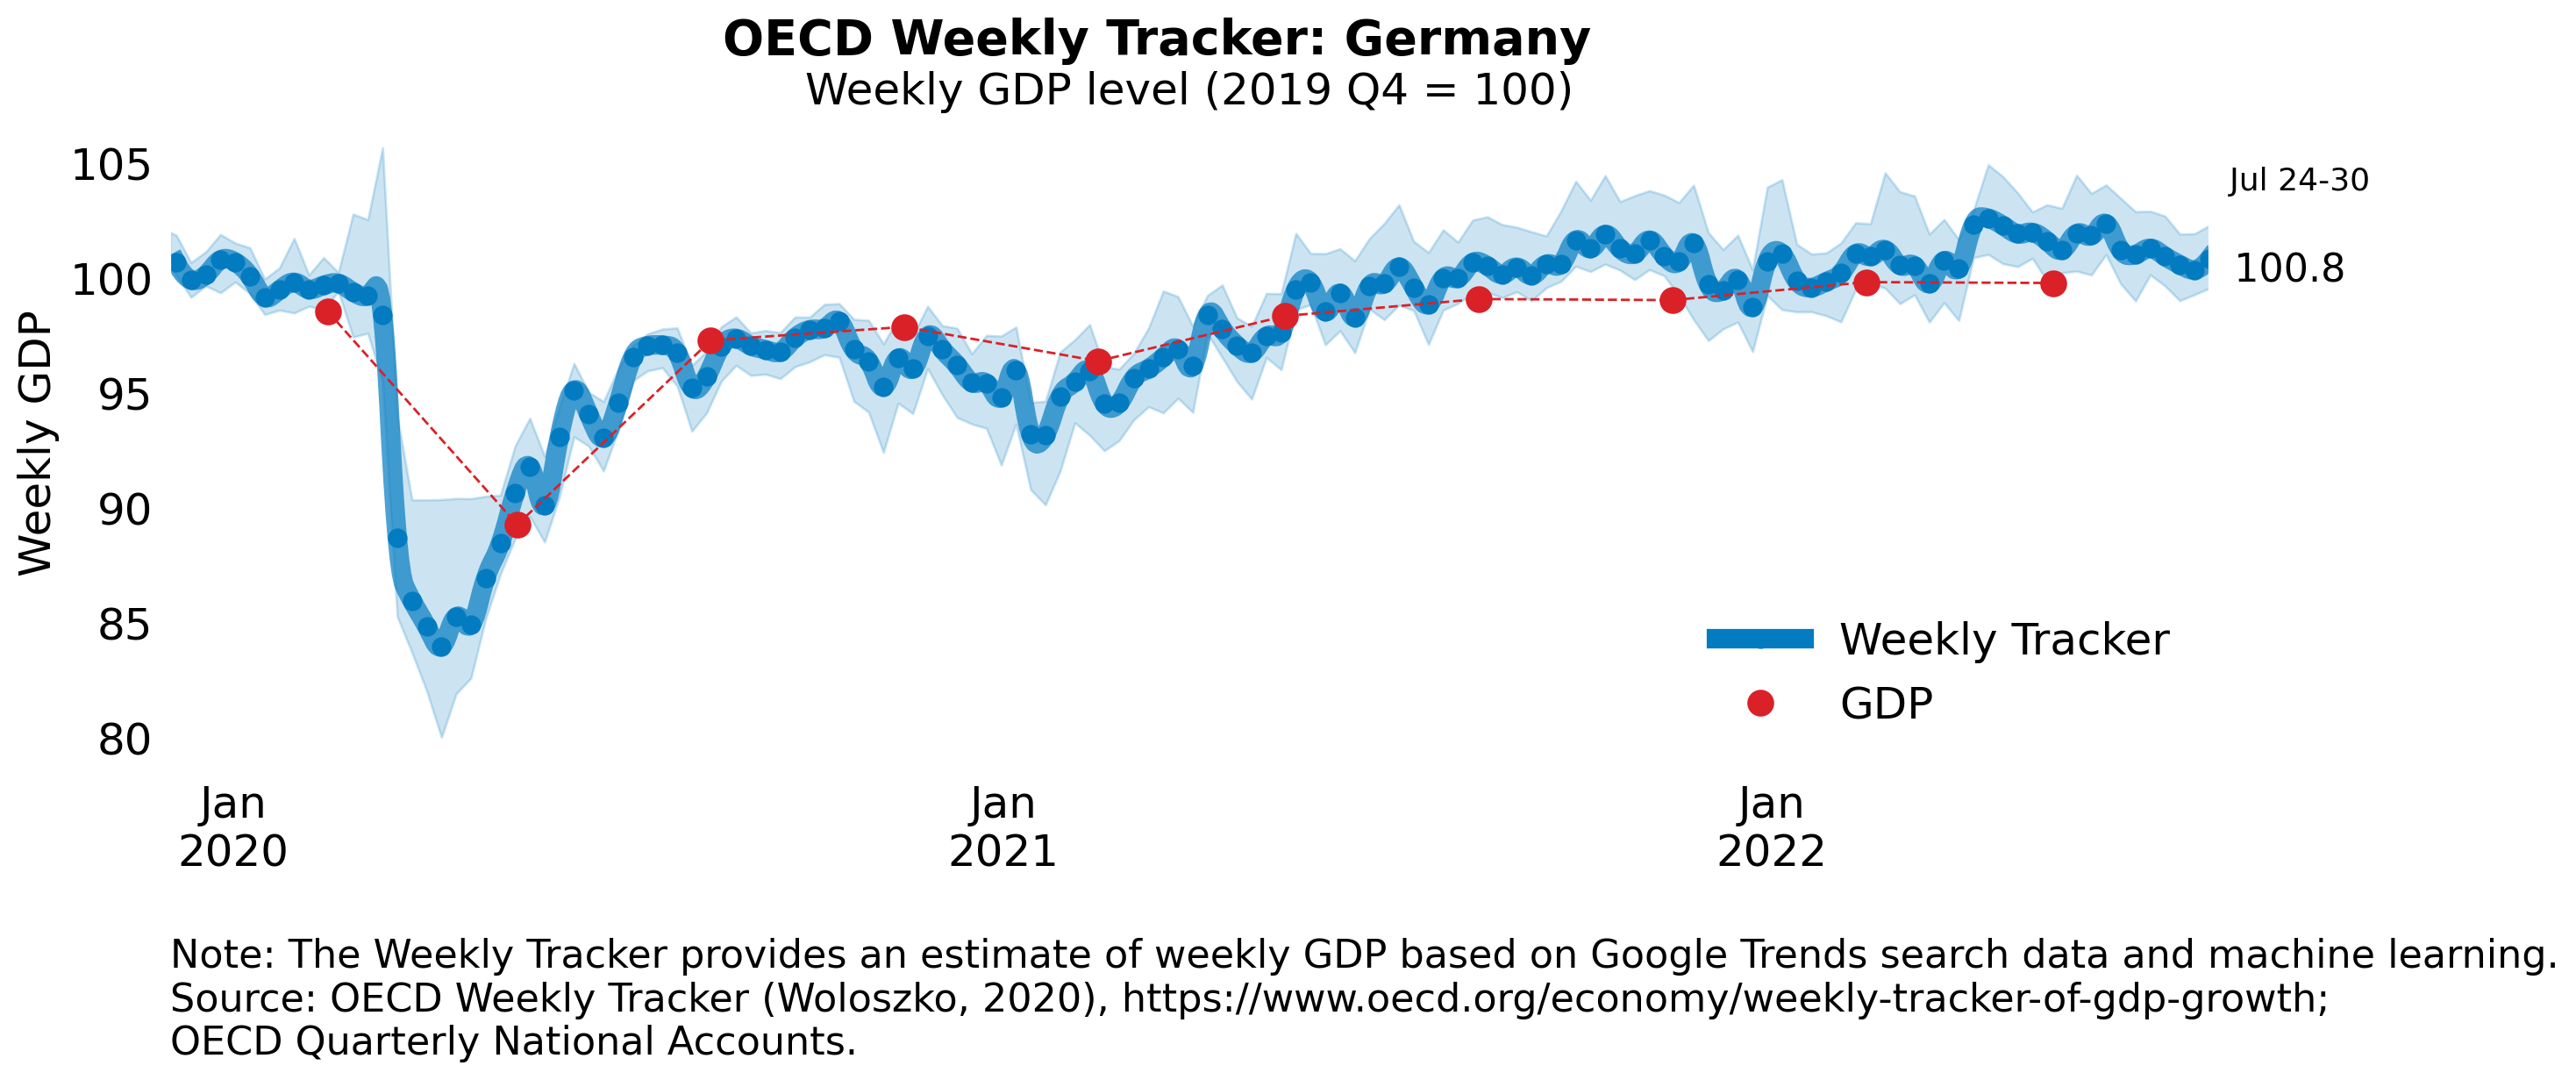 OECD Weekly Tracker: Germany
Weekly GDP level (2019 Q4 = 100)
Weekly GDP
105
100
95
90
85
80
Jul 24-30
100.8
Weekly Tracker
GDP
Jan
2020
Jan
2021
Jan
2022
Note: The Weekly Tracker provides an estimate of weekly GDP based on Google Trends search data and machine learning.
Source: OECD Weekly Tracker (Woloszko, 2020), https://www.oecd.org/economy/weekly-tracker-of-gdp-growth;
OECD Quarterly National Accounts.